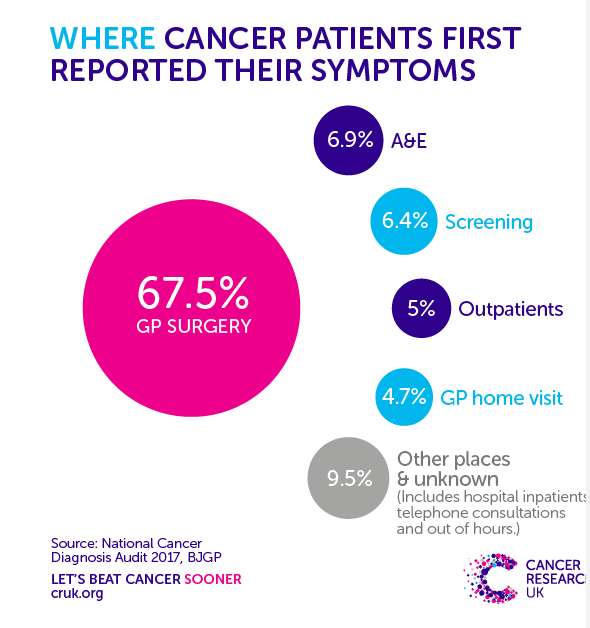 WHERE CANCER PATIENTS FIRST
REPORTED THEIR SYMPTOMS
6.9% A&E
6.4% Screening
67.5%
GP SURGERY
5% Outpatients
4.7% GP home visit
9.5%
Other places
& unknown
(Includes hospital inpatients
telephone consultations
and out of hours.)
Source: National Cancer
Diagnosis Audit 2017, BJGP
LET'S BEAT CANCER SOONER
cruk.org
CANCER
RESEARC
UK